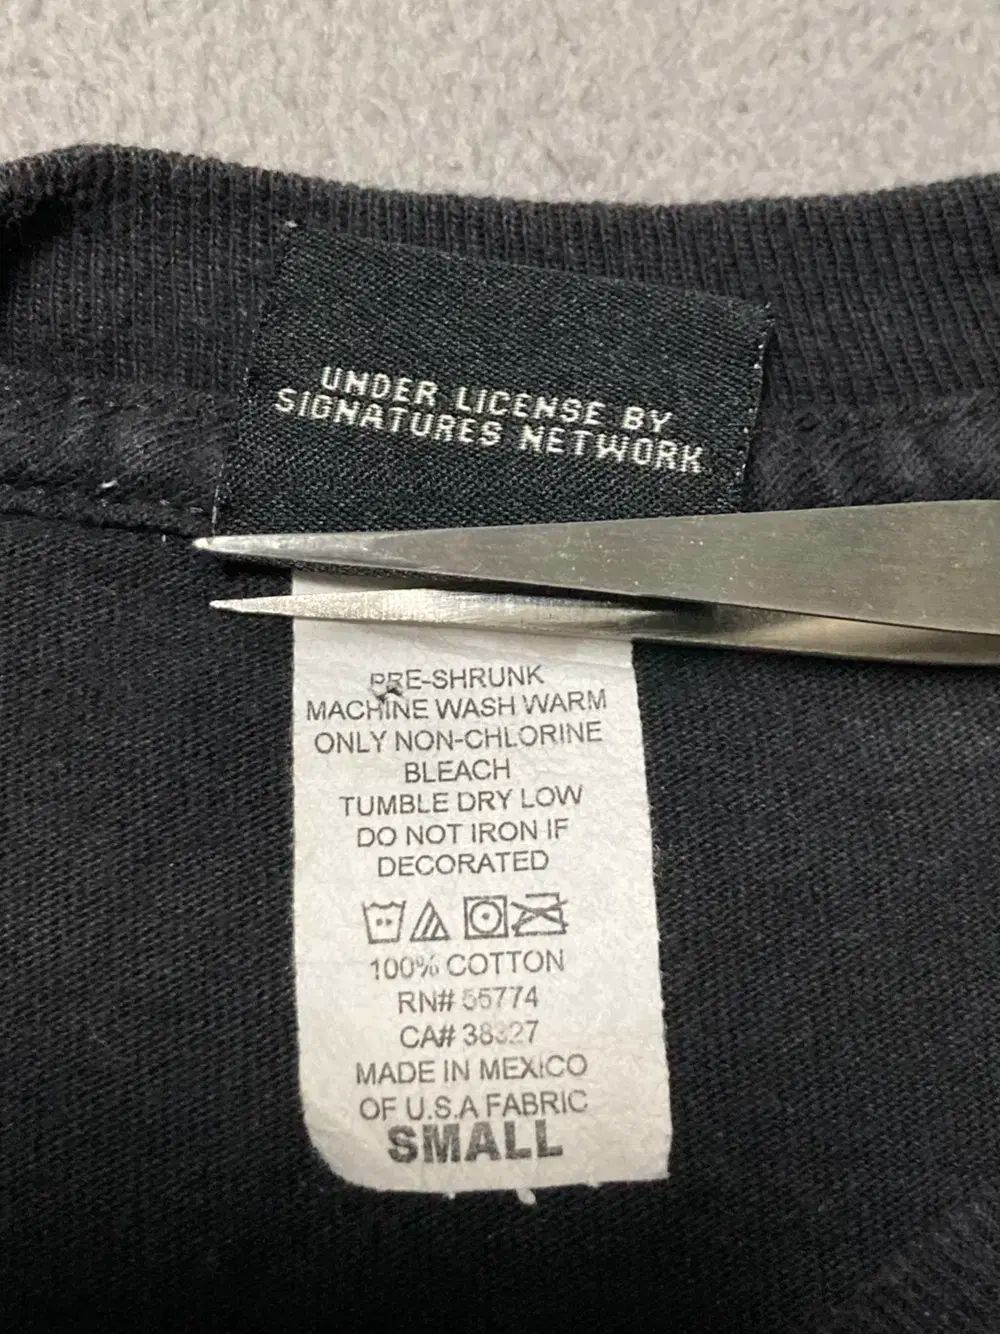 UNDER LICENSE BY
SIGNATURES NETWORK
PRE-SHRUNK
MACHINE WASH WARM
ONLY NON-CHLORINE
BLEACH
TUMBLE DRY LOW
DO NOT IRON IF
DECORATED
100% COTTON
RN#
CA#
MADE IN MEXICO
OF U.S.A FABRIC
SMALL